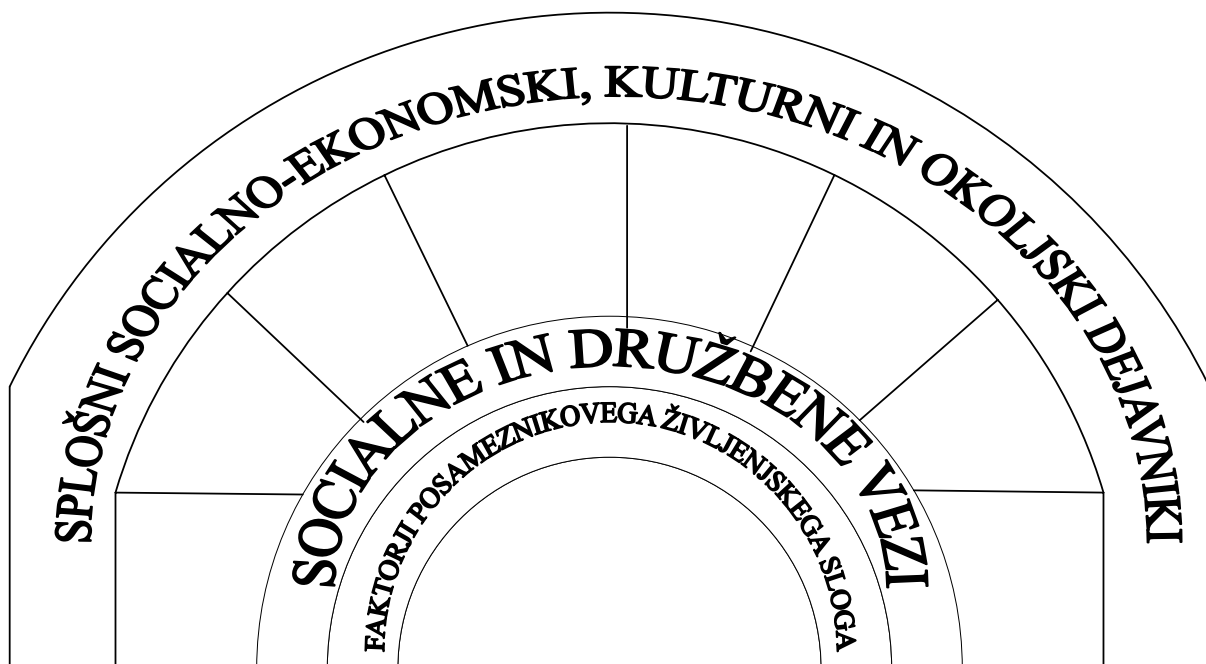 SPLOŠNI SOCIALNO-EKONOMSKI, KULTURNI IN OKOLJSKI DEJAVNIKI
SOCIALNE IN DRUŽBENE VEZI
FAKTORJI POSAMEZNIKOVEGA ŽIVLJENJSKEGA SLOGA